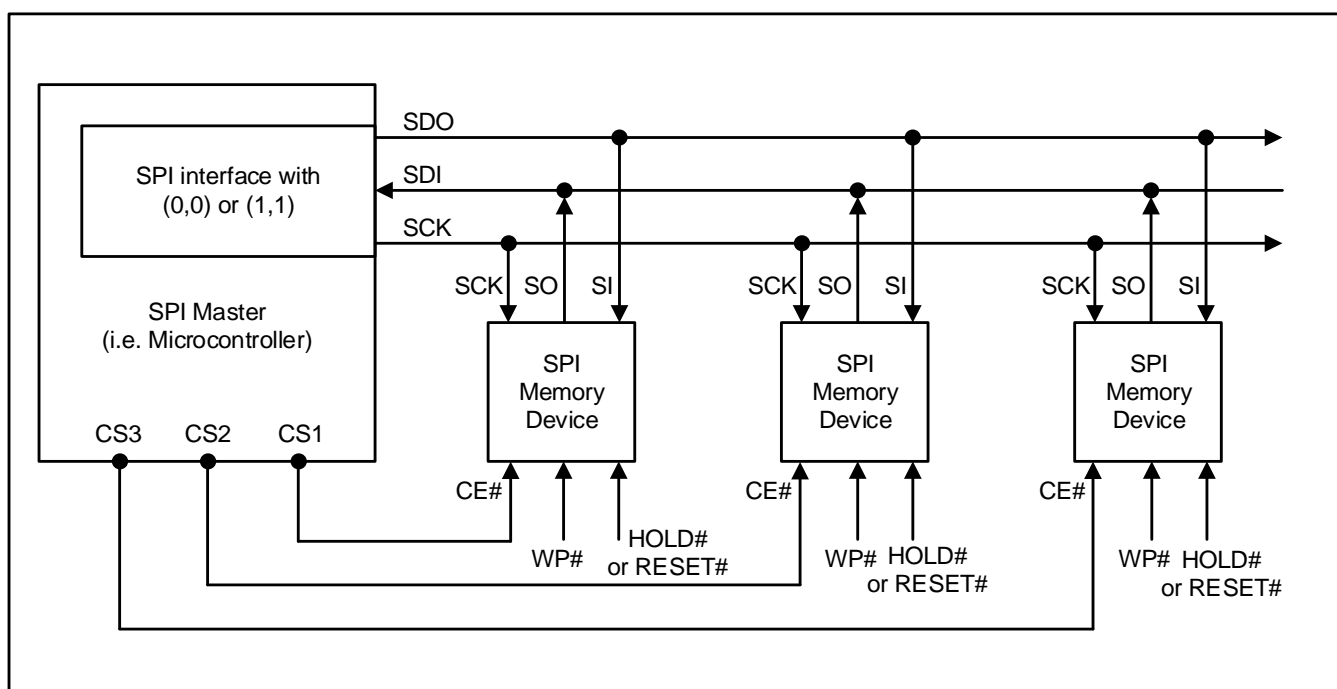 SDO
SPI interface with
(0,0) or (1,1)
SDI
SCK
SPI Master
(i.e. Microcontroller)
SCK SO SI
SCK SO SI
SCK SO SI
SPI
Memory
Device
SPI
Memory
Device
SPI
Memory
Device
CS3 CS2 CS1
CE#
WP#
HOLD#
or RESET#
CE#
WP#
HOLD#
or RESET#
CE#
WP#
HOLD#
or RESET#